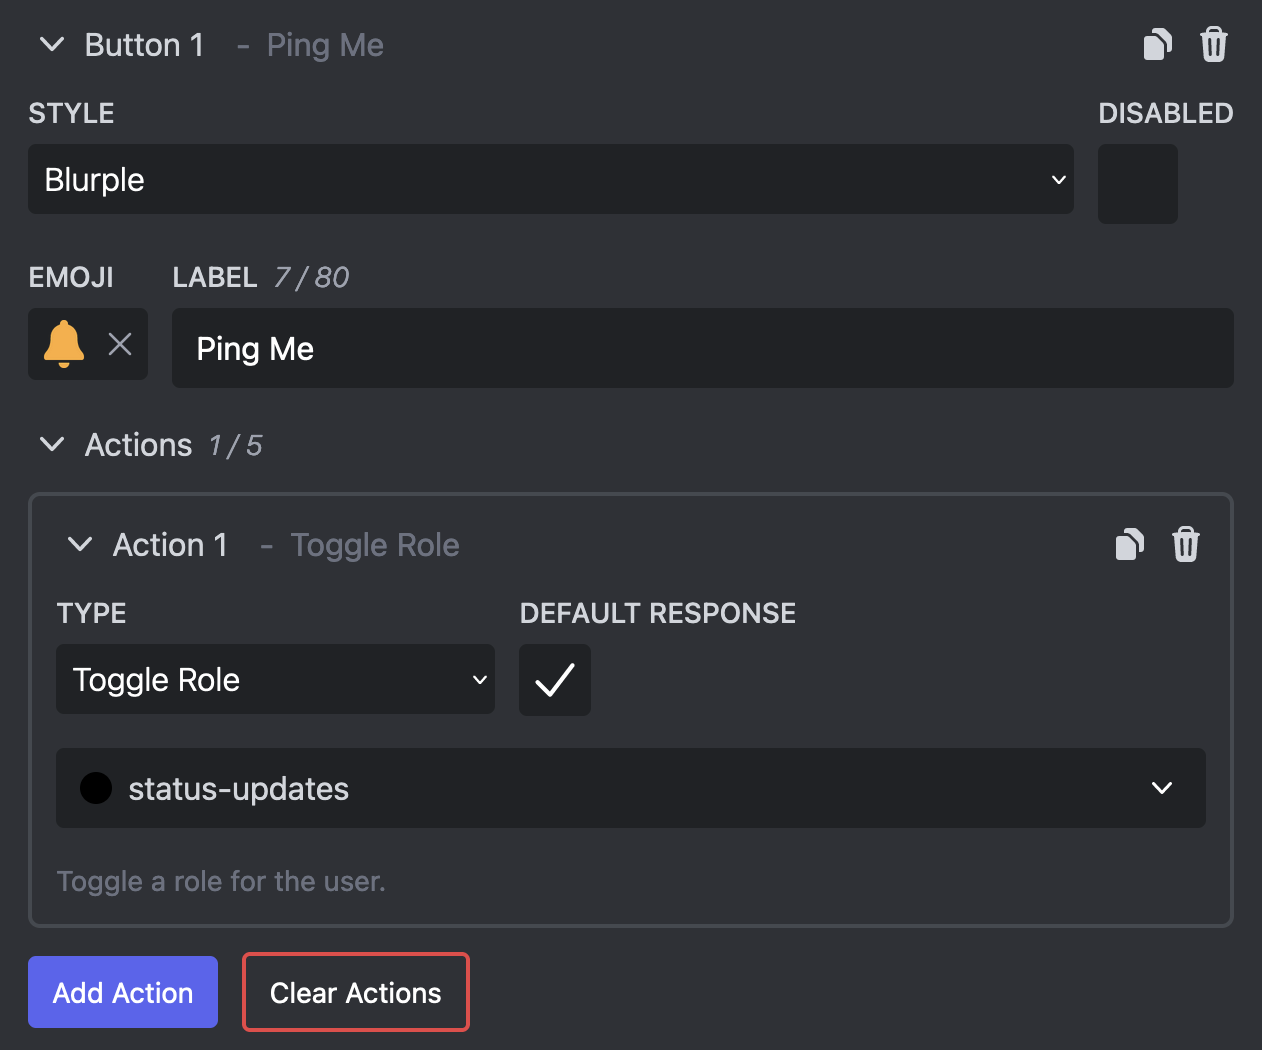 Button 1 - Ping Me
STYLE
DISABLED
Blurple
EMOJI
LABEL 7 / 80
Ping Me
Actions 1 / 5
Action 1 - Toggle Role
TYPE
DEFAULT RESPONSE
Toggle Role
status-updates
Toggle a role for the user.
Add Action
Clear Actions